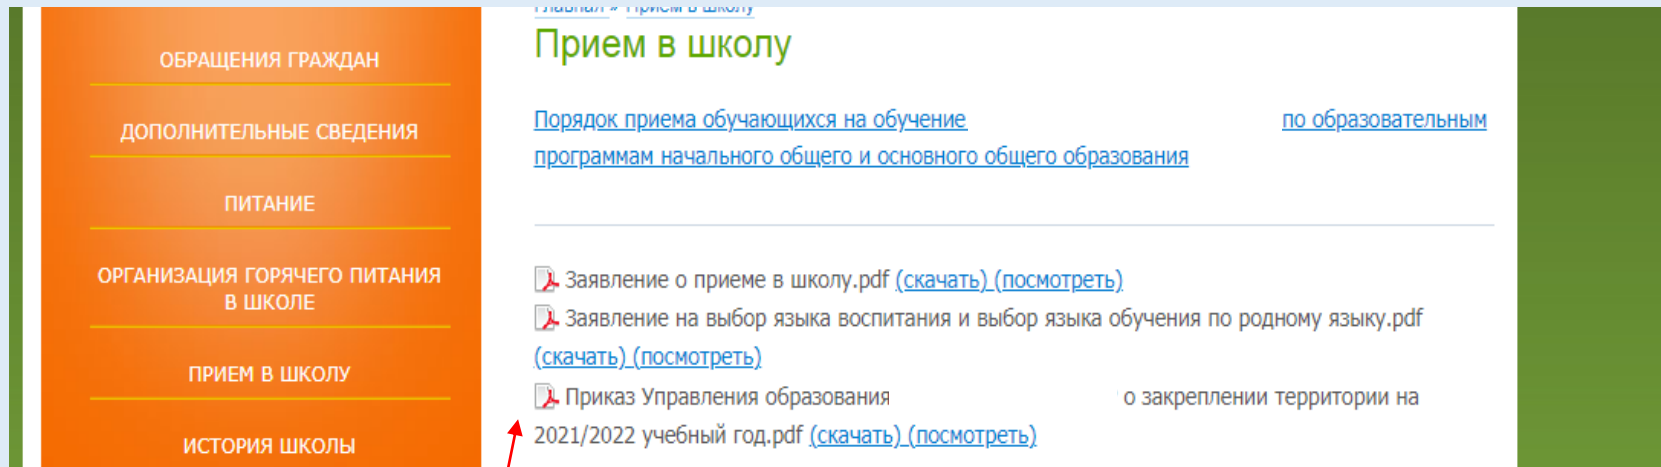 ОБРАЩЕНИЯ ГРАЖДАН
ДОПОЛНИТЕЛЬНЫЕ СВЕДЕНИЯ
ПИТАНИЕ
ОРГАНИЗАЦИЯ ГОРЯЧЕГО ПИТАНИЯ
В ШКОЛЕ
ПРИЕМ В ШКОЛУ
ИСТОРИЯ ШКОЛЫ
Главная » Прием в школу
Прием в школу
Порядок приема обучающихся на обучение по образовательным
программам начального общего и основного общего образования
Заявление о приеме в школу.pdf (скачать) (посмотреть)
Заявление на выбор языка воспитания и выбор языка обучения по родному языку.pdf
(скачать) (посмотреть)
Приказ Управления образования о закреплении территории на
2021/2022 учебный год.pdf (скачать) (посмотреть)